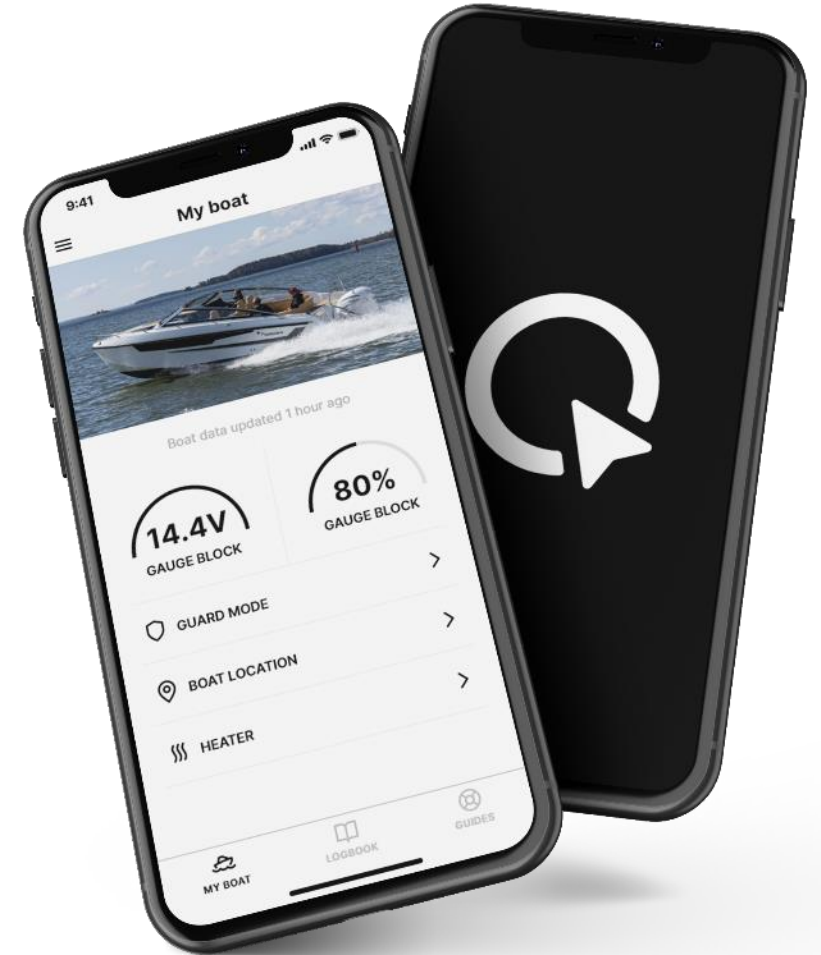 9:41
My boat
Boat data updated 1 hour ago
14.4V
GAUGE BLOCK
80%
GAUGE BLOCK
GUARD MODE
BOAT LOCATION
HEATER
MY BOAT
LOGBOOK
GUIDES